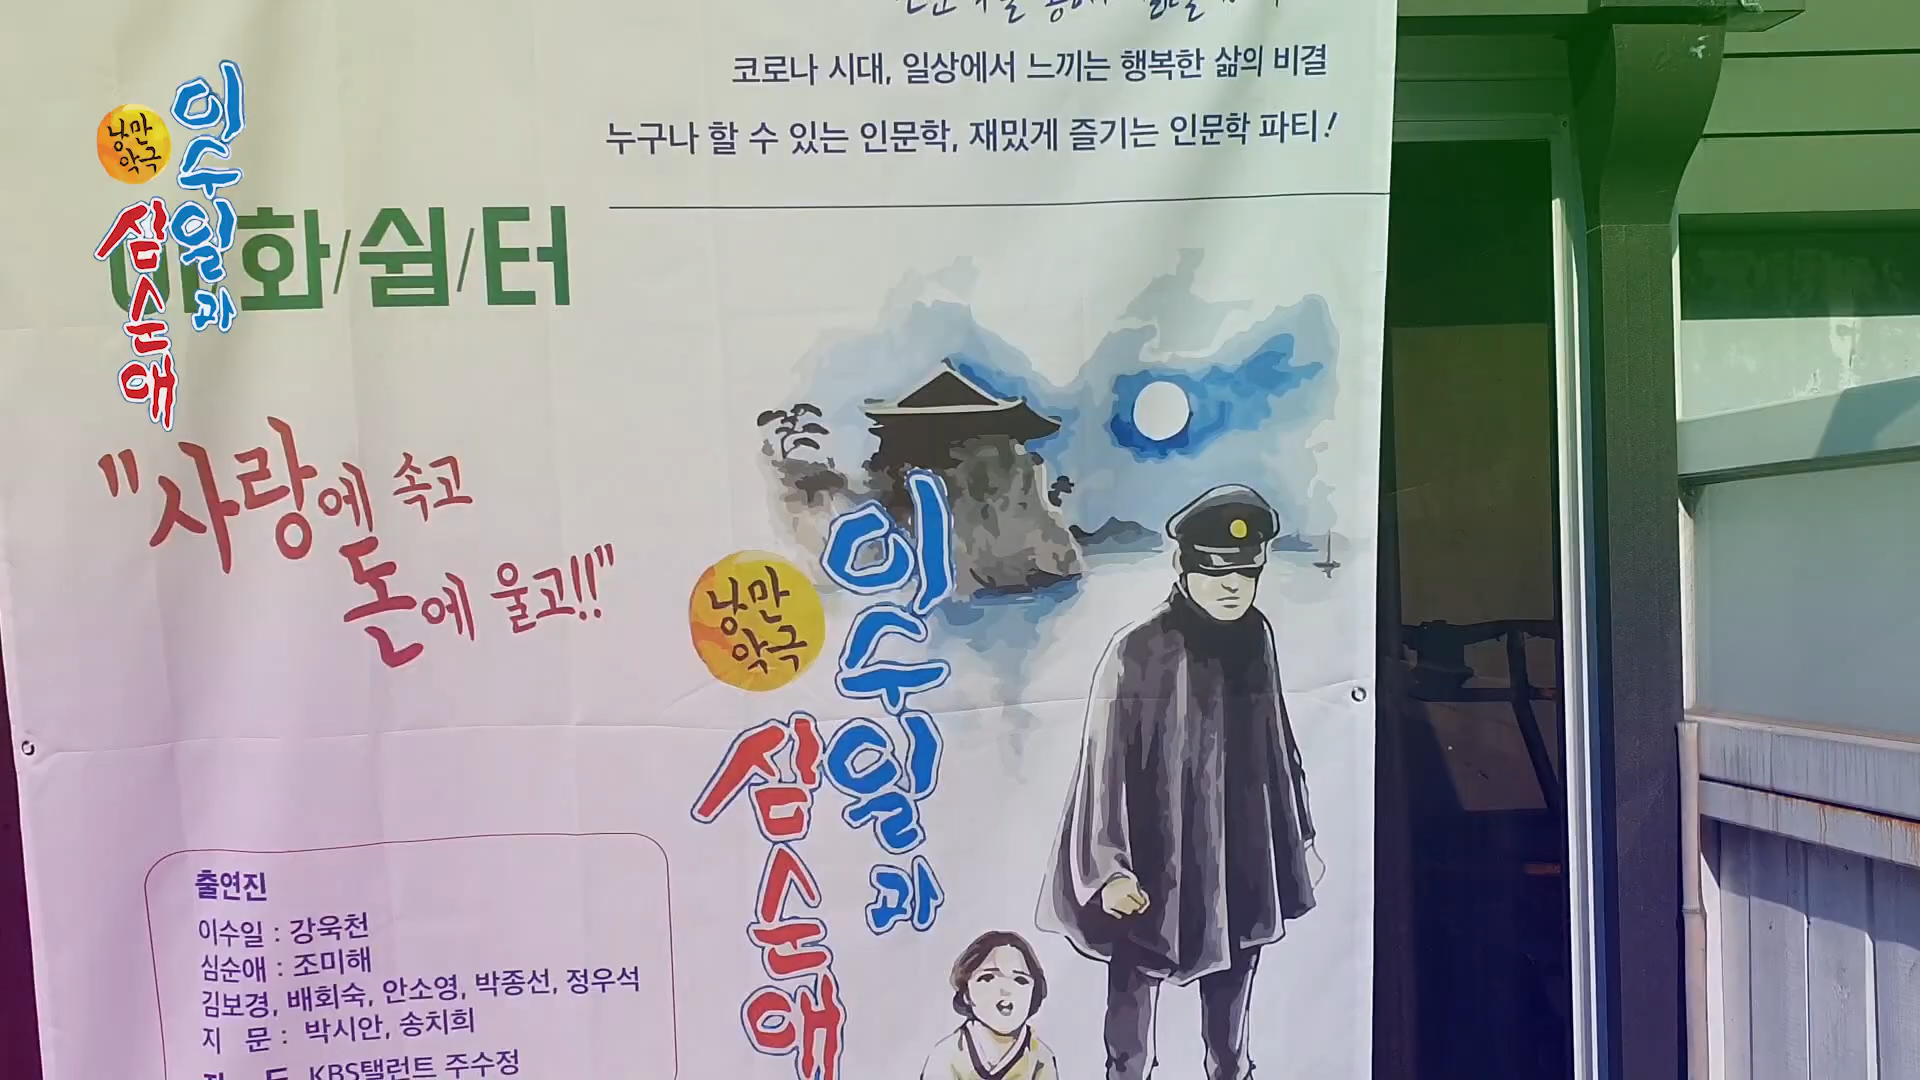 코로나 시대, 일상에서 느끼는 행복한 삶의 비결
누구나 할 수 있는 인문학, 재밌게 즐기는 인문학 파티!
낭만
악극
이수일과
심순애
화/쉼/터
"사랑에 속고
돈에 울고!!"
낭만
악극
이수일과
심순애
출연진
이수일 : 강욱천
심순애 : 조미해
김보경, 배회숙, 안소영, 박종선, 정우석
지 문 : 박시안, 송치희
KBS탤런트 주수정